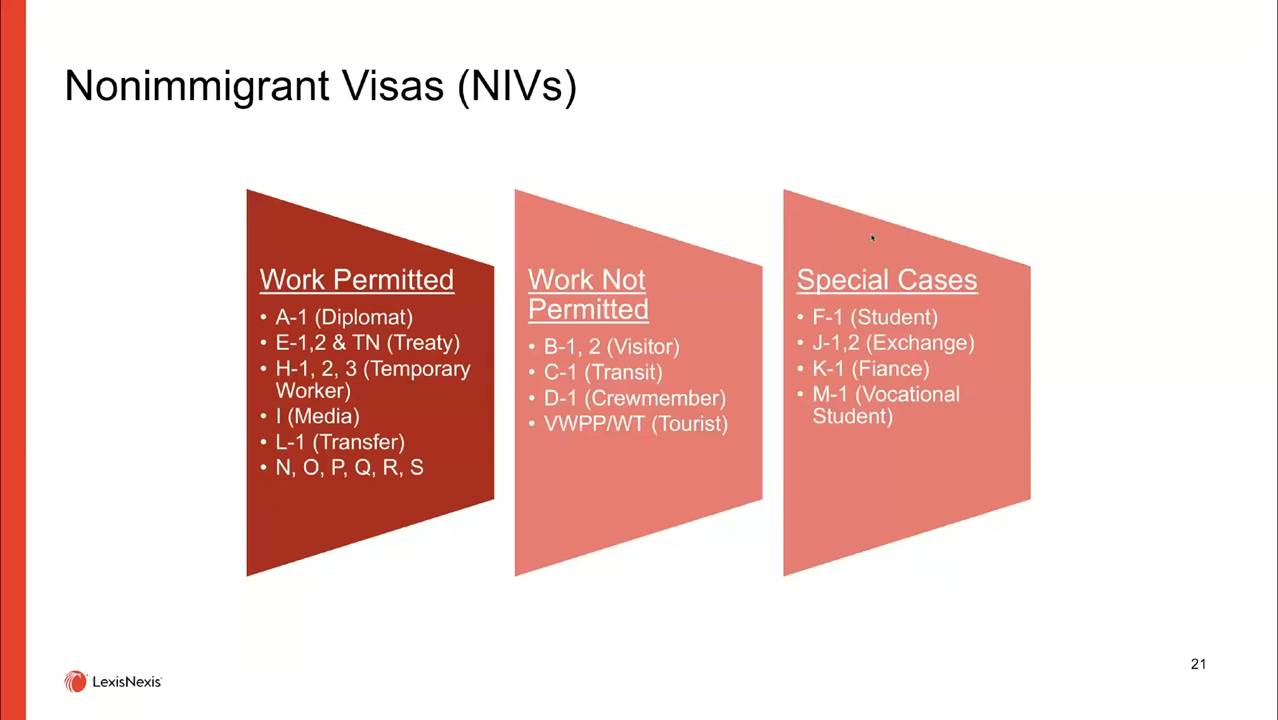 Nonimmigrant Visas (NIVs)
Work Permitted
• A-1 (Diplomat)
• E-1,2 & TN (Treaty)
• H-1, 2, 3 (Temporary
Worker)
• I (Media)
• L-1 (Transfer)
• N, O, P, Q, R, S
Work Not
Permitted
• B-1, 2 (Visitor)
• C-1 (Transit)
• D-1 (Crewmember)
• VWPP/WT (Tourist)
Special Cases
• F-1 (Student)
• J-1,2 (Exchange)
• K-1 (Fiance)
• M-1 (Vocational
Student)
21
LexisNexis